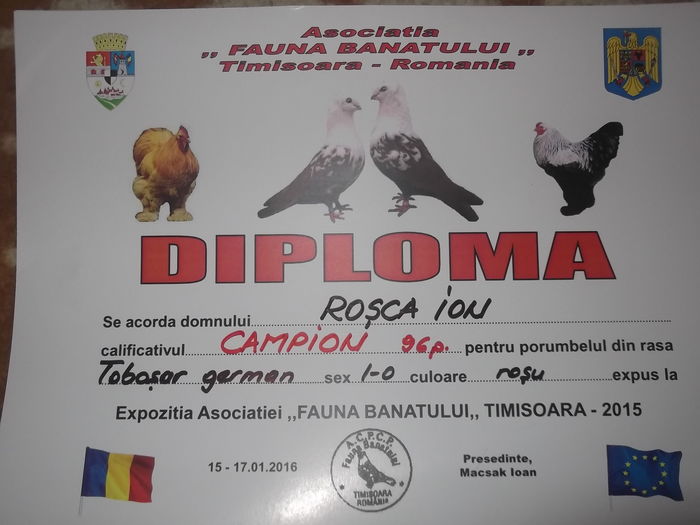 Asociatia
,, FAUNA BANATULUI ,,
Timisoara - Romania
DIPLOMA
Se acorda domnului ROȘCA ION
calificativul CAMPION 96p. pentru porumbelul din rasa
Toboșar german sex 1-0 culoare roșu expus la
Expozitia Asociatiei ,,FAUNA BANATULUI,, TIMISOARA - 2015
15 - 17.01.2016
A.C.P.C.P.
Fauna Banatului
TIMISOARA
ROMÂNIA
Presedinte,
Macsak Ioan